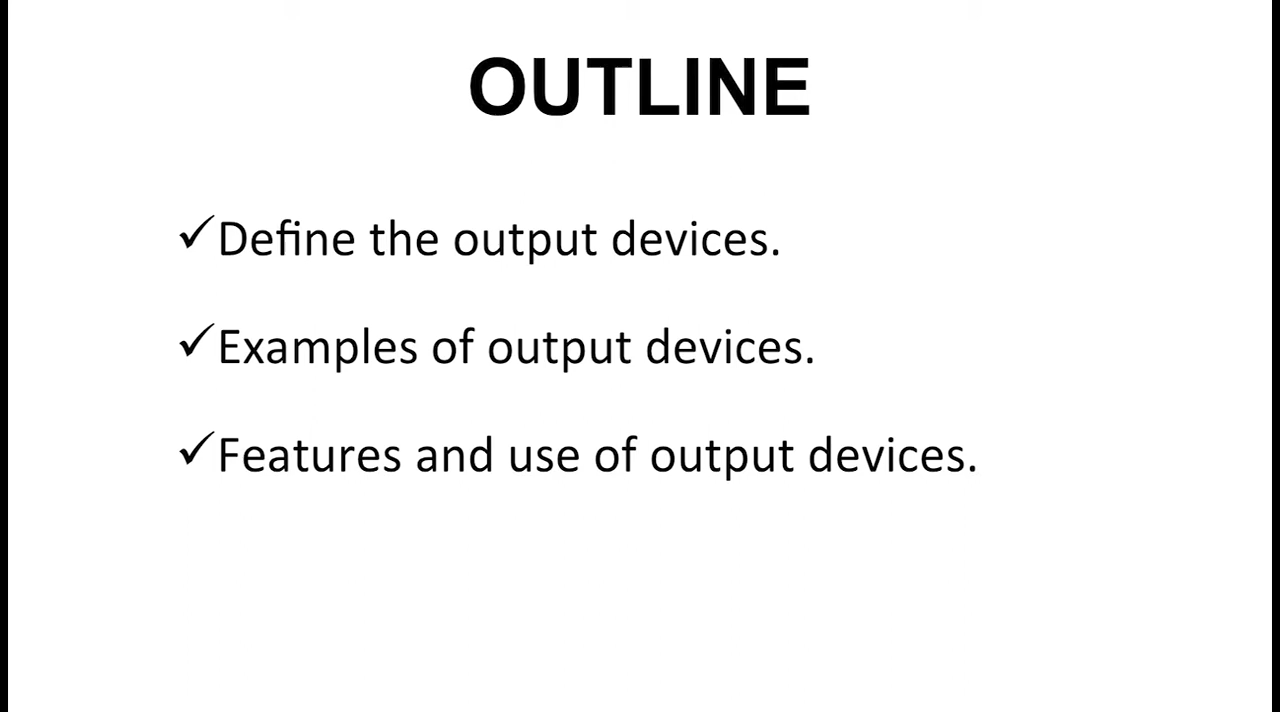 OUTLINE
✓Define the output devices.
✓Examples of output devices.
✓Features and use of output devices.